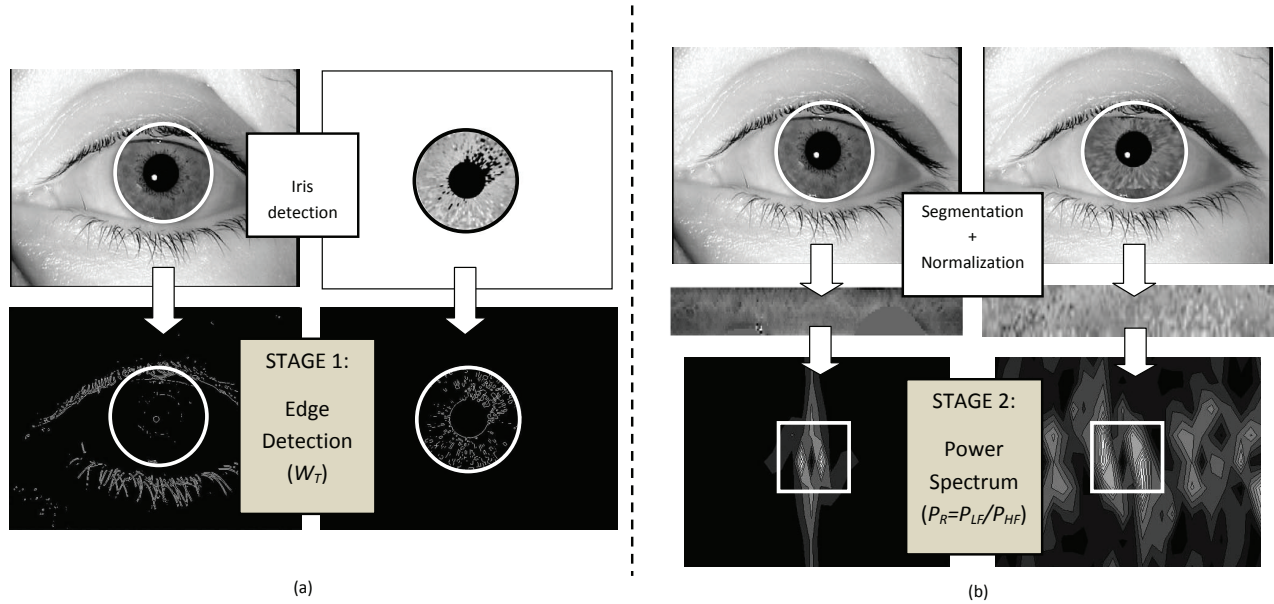 Iris
detection
STAGE 1:
Edge
Detection
(W_T)
(a)
Segmentation
+
Normalization
STAGE 2:
Power
Spectrum
(P_R=P_LF/P_HF)
(b)